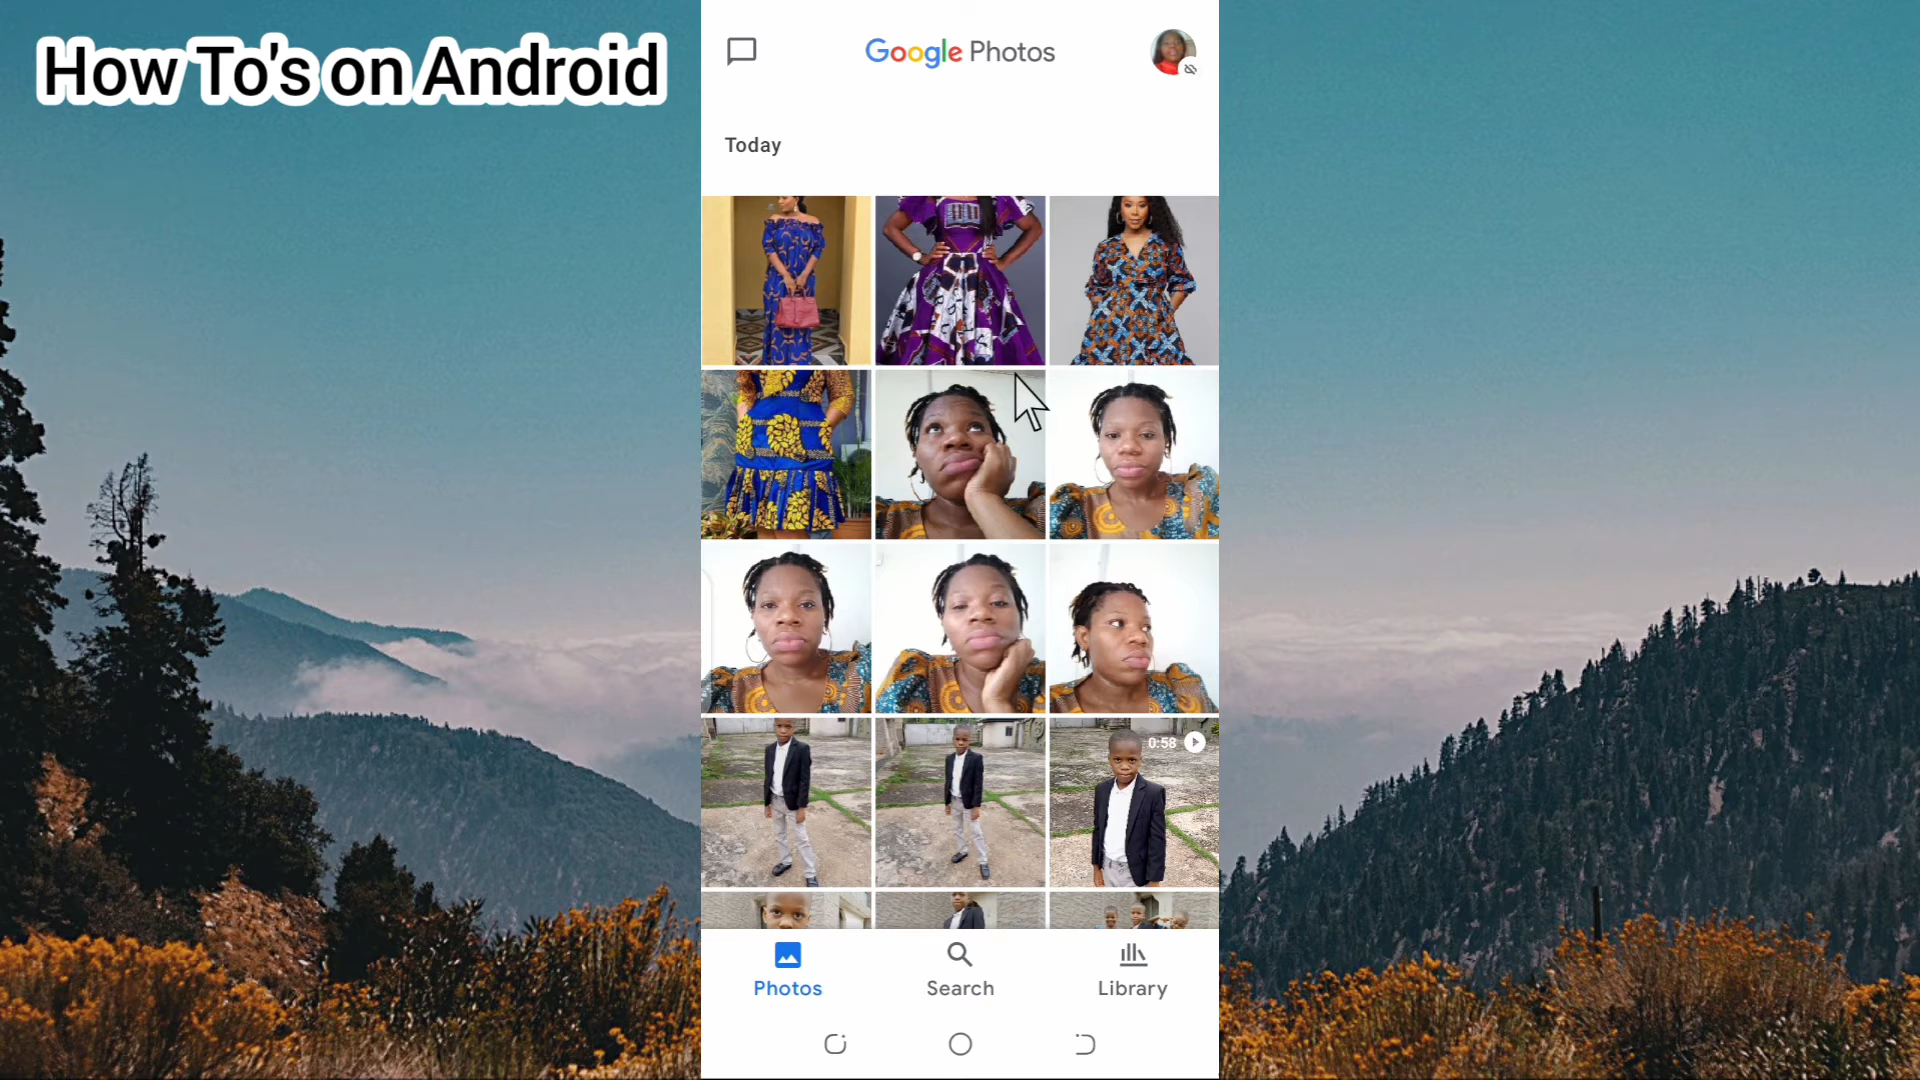 How To's on Android
Google Photos
Today
0:58
Photos
Search
Library